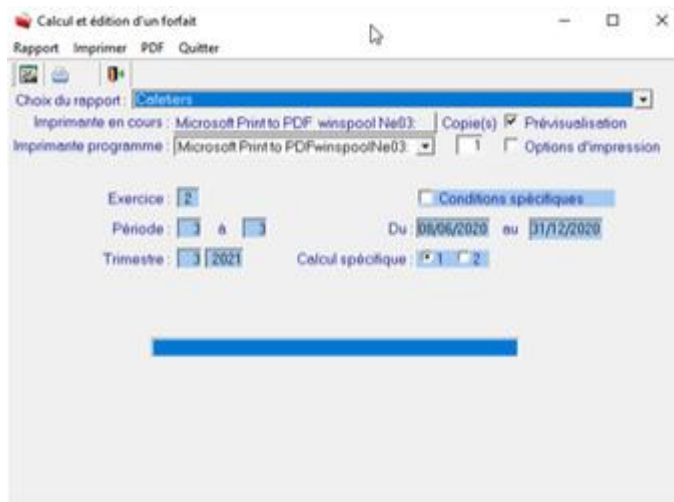 Calcul et édition d'un forfait
Rapport Imprimer PDF Quitter
Choix du rapport : Cafetiers
Imprimante en cours : Microsoft Print to PDF winspool Ne03: Copie(s) Prévisualisation
Imprimante programme : Microsoft Print to PDFwinspoolNe03: 1 Options d'impression
Exercice : 2 Conditions spécifiques
Période : 3 à 3 Du : 08/06/2020 au 31/12/2020
Trimestre : 3 2021 Calcul spécifique : 1 2